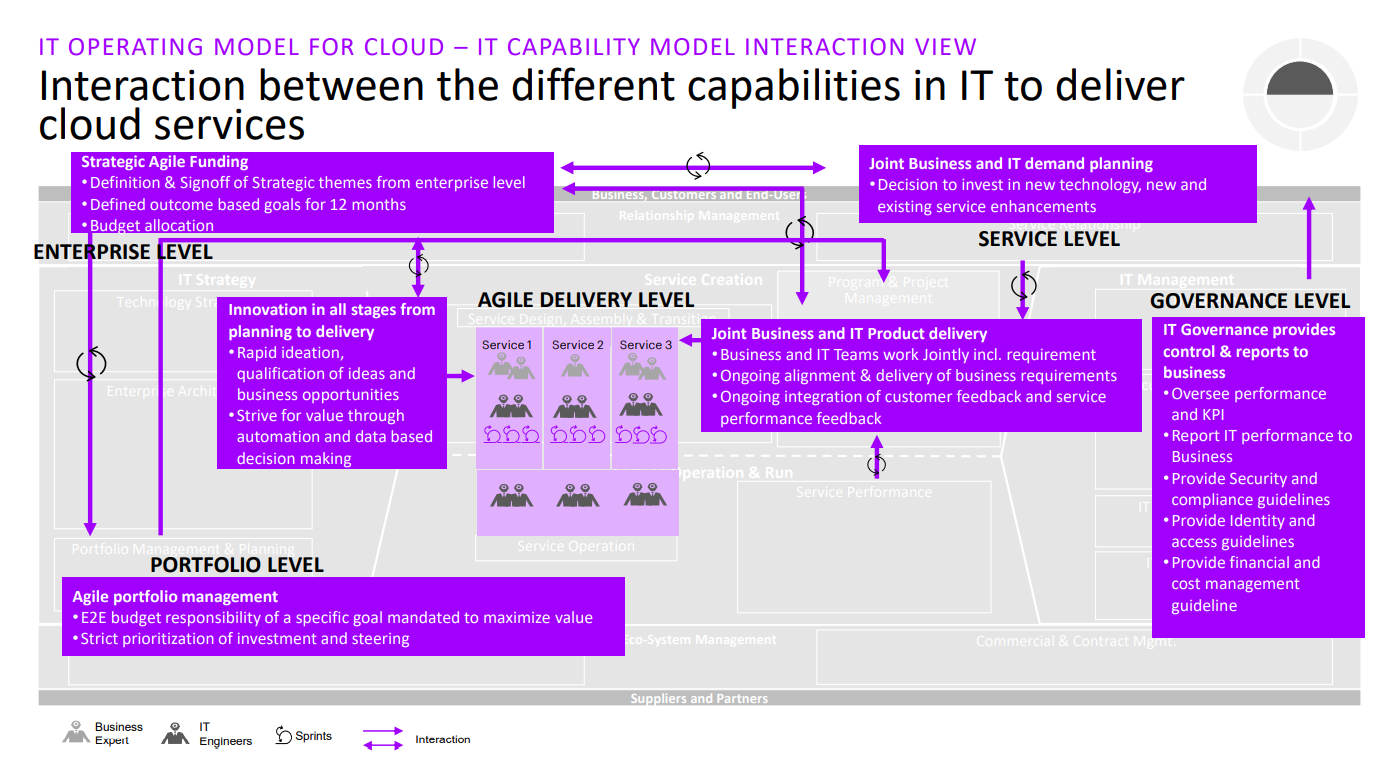 IT OPERATING MODEL FOR CLOUD – IT CAPABILITY MODEL INTERACTION VIEW
Interaction between the different capabilities in IT to deliver
cloud services
Strategic Agile Funding
•Definition & Signoff of Strategic themes from enterprise level
•Defined outcome based goals for 12 months
•Budget allocation
Joint Business and IT demand planning
•Decision to invest in new technology, new and
existing service enhancements
Business, Customers and End-Users
Relationship Management
Service Relationship
ENTERPRISE LEVEL
SERVICE LEVEL
IT Strategy
Service Creation
Program & Project
Management
IT Management
Technology
AGILE DELIVERY LEVEL
GOVERNANCE LEVEL
Service Design, Assembly & Transition
Innovation in all stages from
planning to delivery
•Rapid ideation,
qualification of ideas and
business opportunities
•Strive for value through
automation and data based
decision making
Service 1
Service 2
Service 3
Joint Business and IT Product delivery
•Business and IT Teams work Jointly incl. requirement
•Ongoing alignment & delivery of business requirements
•Ongoing integration of customer feedback and service
performance feedback
IT Governance provides
control & reports to
business
•Oversee performance
and KPI
•Report IT performance to
Business
•Provide Security and
compliance guidelines
•Provide Identity and
access guidelines
•Provide financial and
cost management
guideline
Enterprise
Operation & Run
Service Performance
IT
Service Operation
Portfolio Management & Planning
PORTFOLIO LEVEL
Agile portfolio management
•E2E budget responsibility of a specific goal mandated to maximize value
•Strict prioritization of investment and steering
Eco-System Management
Commercial & Contract Mgmt.
Suppliers and Partners
Business
Expert
IT
Engineers
Sprints
Interaction